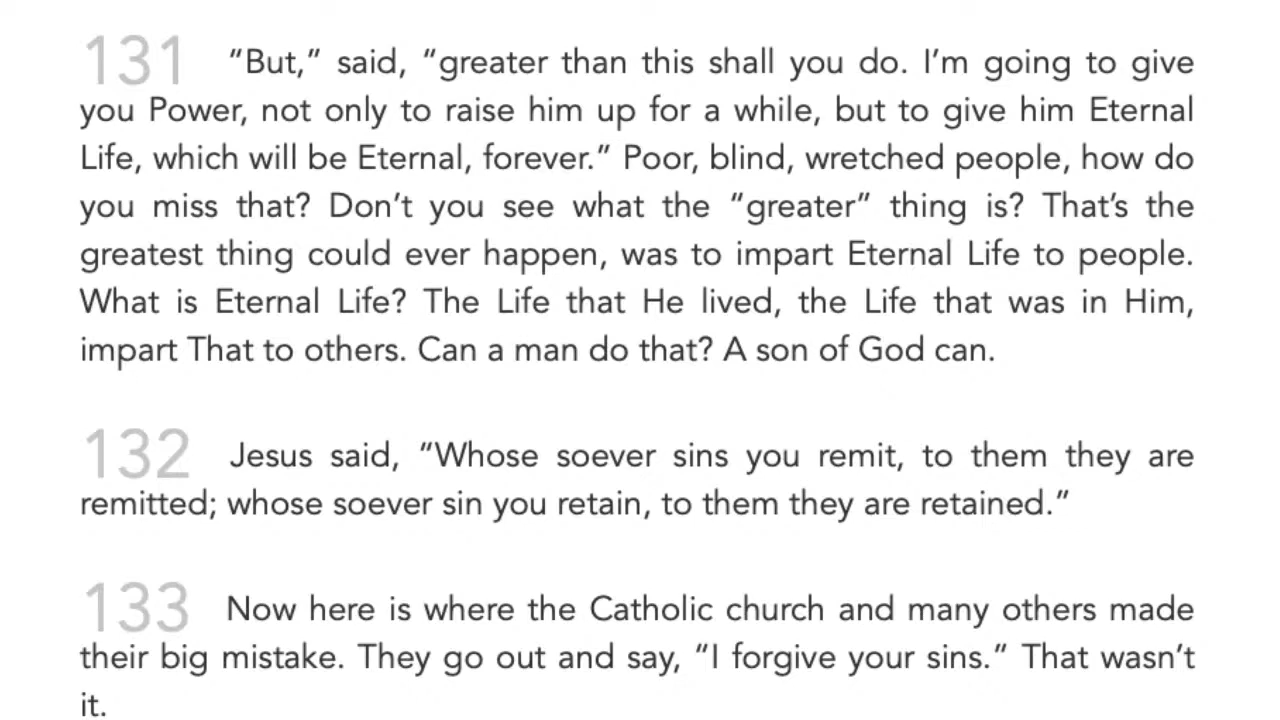 131 “But,” said, “greater than this shall you do. I’m going to give
you Power, not only to raise him up for a while, but to give him Eternal
Life, which will be Eternal, forever.” Poor, blind, wretched people, how do
you miss that? Don’t you see what the “greater” thing is? That’s the
greatest thing could ever happen, was to impart Eternal Life to people.
What is Eternal Life? The Life that He lived, the Life that was in Him,
impart That to others. Can a man do that? A son of God can.
132 Jesus said, “Whose soever sins you remit, to them they are
remitted; whose soever sin you retain, to them they are retained.”
133 Now here is where the Catholic church and many others made
their big mistake. They go out and say, “I forgive your sins.” That wasn’t
it.